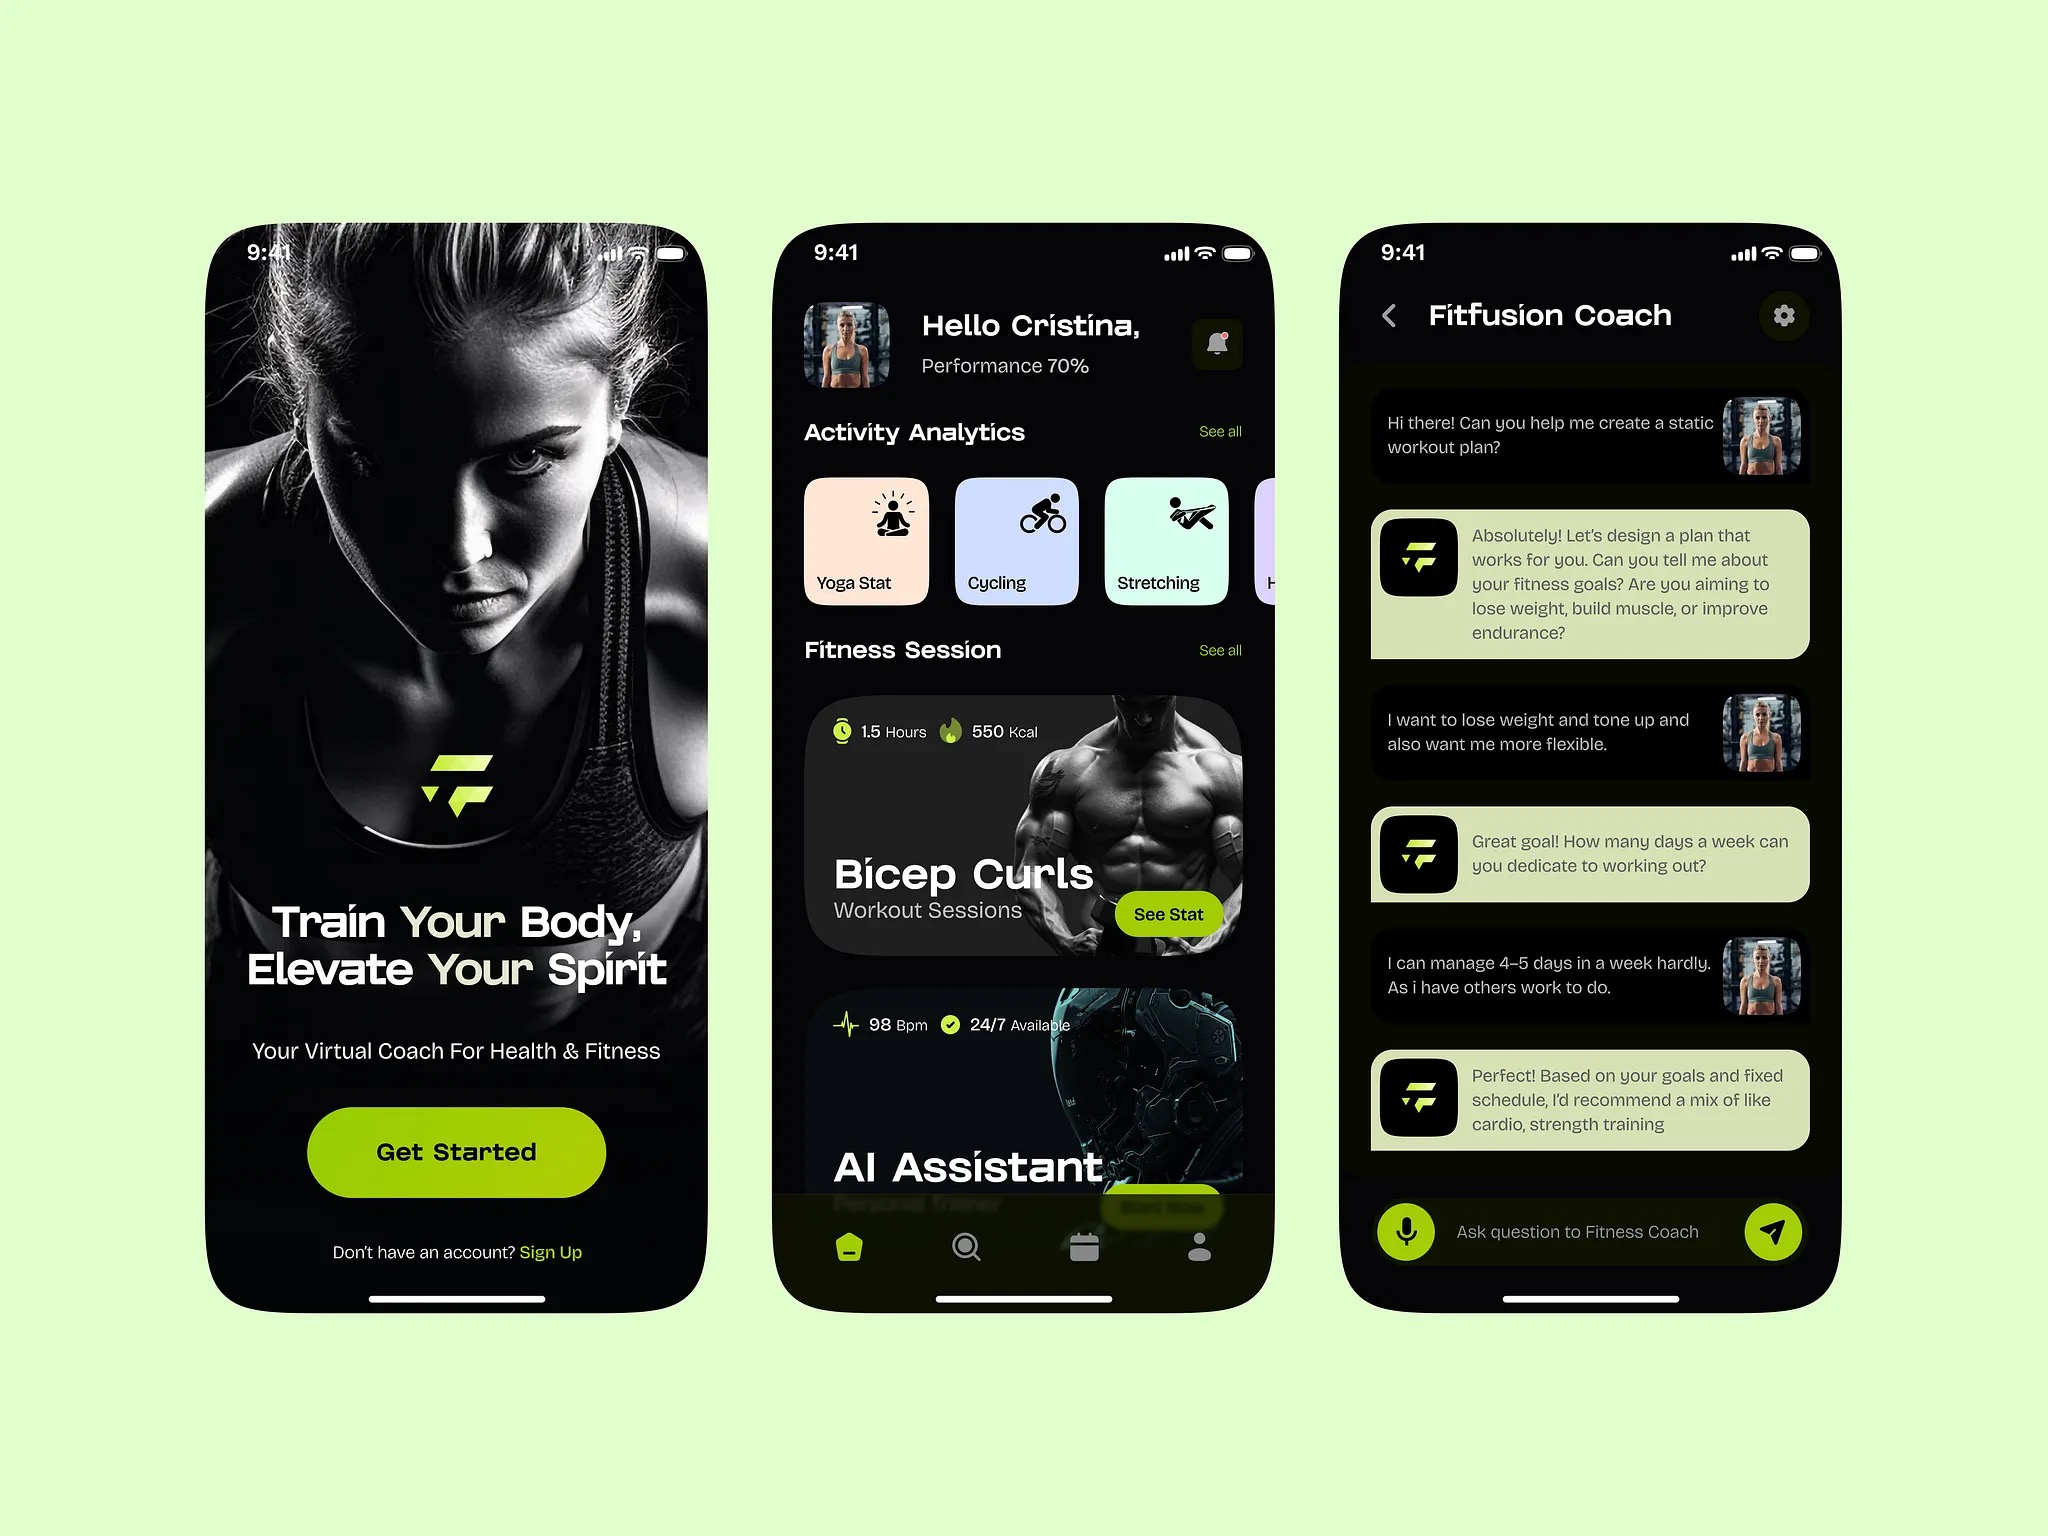 9:41
Train Your Body,
Elevate Your Spirit
Your Virtual Coach For Health & Fitness
Get Started
Don't have an account? Sign Up
9:41
Hello Cristina,
Performance 70%
Activity Analytics
See all
Yoga Stat
Cycling
Stretching
H
Fitness Session
See all
1.5 Hours
550 Kcal
Bicep Curls
Workout Sessions
See Stat
98 Bpm
24/7 Available
AI Assistant
Personal Trainer
Start Now
9:41
Fitfusion Coach
Hi there! Can you help me create a static
workout plan?
Absolutely! Let's design a plan that
works for you. Can you tell me about
your fitness goals? Are you aiming to
lose weight, build muscle, or improve
endurance?
I want to lose weight and tone up and
also want me more flexible.
Great goal! How many days a week can
you dedicate to working out?
I can manage 4–5 days in a week hardly.
As i have others work to do.
Perfect! Based on your goals and fixed
schedule, I'd recommend a mix of like
cardio, strength training
Ask question to Fitness Coach